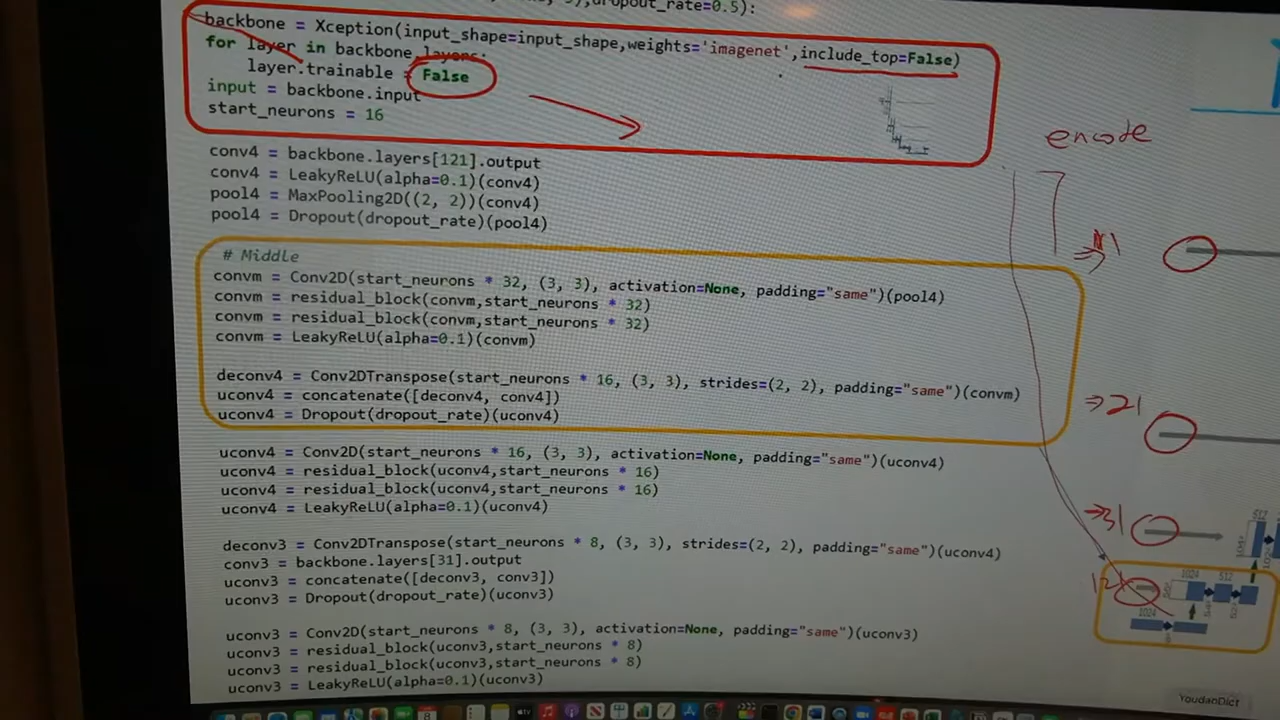 dropout_rate=0.5):
backbone = Xception(input_shape=input_shape,weights='imagenet',include_top=False)
for layer in backbone.layers:
layer.trainable = False
input = backbone.input
start_neurons = 16
encode
conv4 = backbone.layers[121].output
conv4 = LeakyReLU(alpha=0.1)(conv4)
pool4 = MaxPooling2D((2, 2))(conv4)
pool4 = Dropout(dropout_rate)(pool4)
# Middle
convm = Conv2D(start_neurons * 32, (3, 3), activation=None, padding="same")(pool4)
convm = residual_block(convm,start_neurons * 32)
convm = residual_block(convm,start_neurons * 32)
convm = LeakyReLU(alpha=0.1)(convm)
deconv4 = Conv2DTranspose(start_neurons * 16, (3, 3), strides=(2, 2), padding="same")(convm)
uconv4 = concatenate([deconv4, conv4])
uconv4 = Dropout(dropout_rate)(uconv4)
=>21
uconv4 = Conv2D(start_neurons * 16, (3, 3), activation=None, padding="same")(uconv4)
uconv4 = residual_block(uconv4,start_neurons * 16)
uconv4 = residual_block(uconv4,start_neurons * 16)
uconv4 = LeakyReLU(alpha=0.1)(uconv4)
=>31
deconv3 = Conv2DTranspose(start_neurons * 8, (3, 3), strides=(2, 2), padding="same")(uconv4)
conv3 = backbone.layers[31].output
uconv3 = concatenate([deconv3, conv3])
uconv3 = Dropout(dropout_rate)(uconv3)
1024 512
1024
uconv3 = Conv2D(start_neurons * 8, (3, 3), activation=None, padding="same")(uconv3)
uconv3 = residual_block(uconv3,start_neurons * 8)
uconv3 = residual_block(uconv3,start_neurons * 8)
uconv3 = LeakyReLU(alpha=0.1)(uconv3)
YoudaoDict